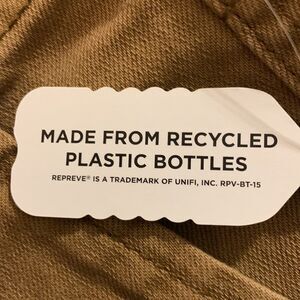 MADE FROM RECYCLED
PLASTIC BOTTLES
REPREVE® IS A TRADEMARK OF UNIFI, INC. RPV-BT-15